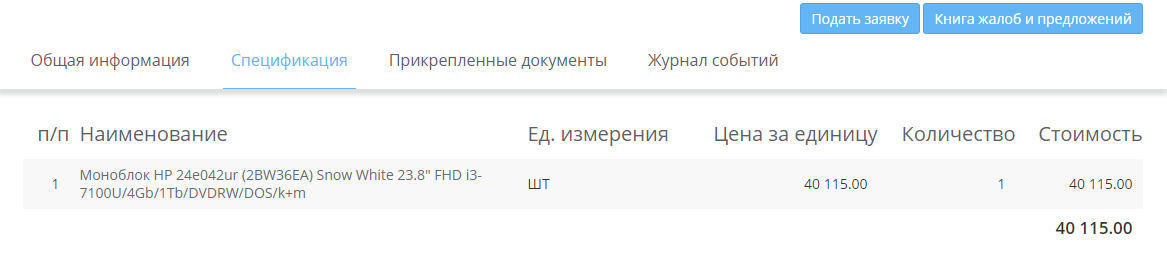 Подать заявку Книга жалоб и предложений
Общая информация Спецификация Прикрепленные документы Журнал событий
п/п Наименование Ед. измерения Цена за единицу Количество Стоимость
1 Моноблок HP 24e042ur (2BW36EA) Snow White 23.8" FHD i3-
7100U/4Gb/1Tb/DVDRW/DOS/k+m ШТ 40 115.00 1 40 115.00
40 115.00